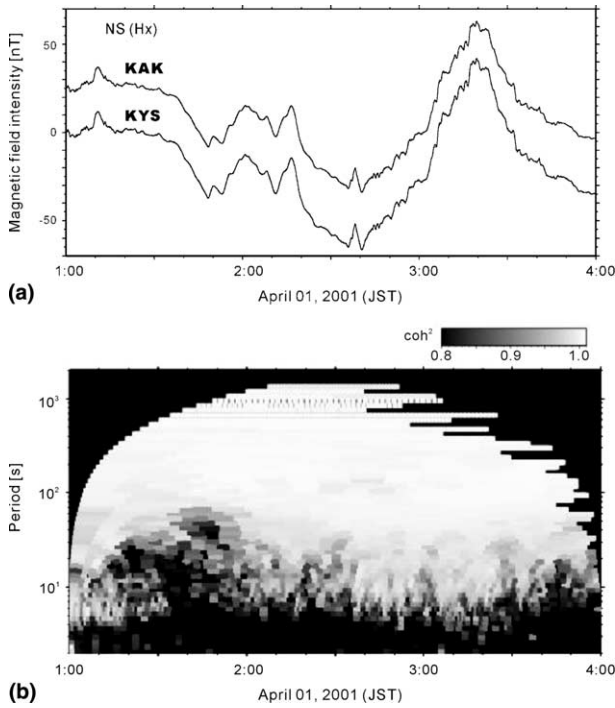 NS (Hx)
KAK
KYS
Magnetic field intensity [nT]
50
0
-50
1:00 2:00 3:00 4:00
(a)
April 01, 2001 (JST)
coh²
0.8 0.9 1.0
Period [s]
10³
10²
10¹
1:00 2:00 3:00 4:00
(b)
April 01, 2001 (JST)